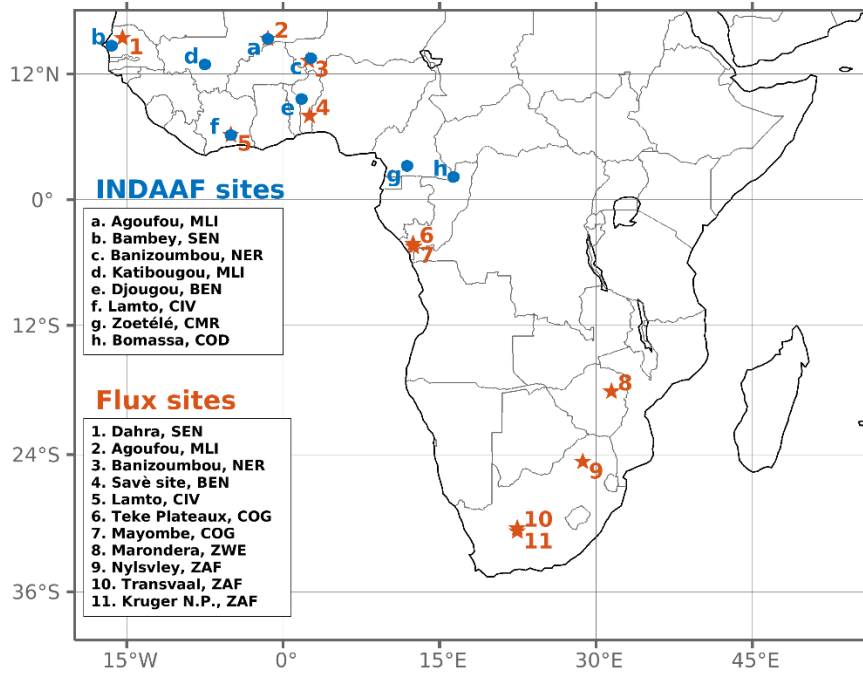 b
1
d
a
2
c
3
e
4
f
5
g
h
6
7
8
9
10
11
12°N
0°
12°S
24°S
36°S
INDAAF sites
a. Agoufou, MLI
b. Bambey, SEN
c. Banizoumbou, NER
d. Katibougou, MLI
e. Djougou, BEN
f. Lamto, CIV
g. Zoetélé, CMR
h. Bomassa, COD
Flux sites
1. Dahra, SEN
2. Agoufou, MLI
3. Banizoumbou, NER
4. Savè site, BEN
5. Lamto, CIV
6. Teke Plateaux, COG
7. Mayombe, COG
8. Marondera, ZWE
9. Nylsvley, ZAF
10. Transvaal, ZAF
11. Kruger N.P., ZAF
15°W
0°
15°E
30°E
45°E